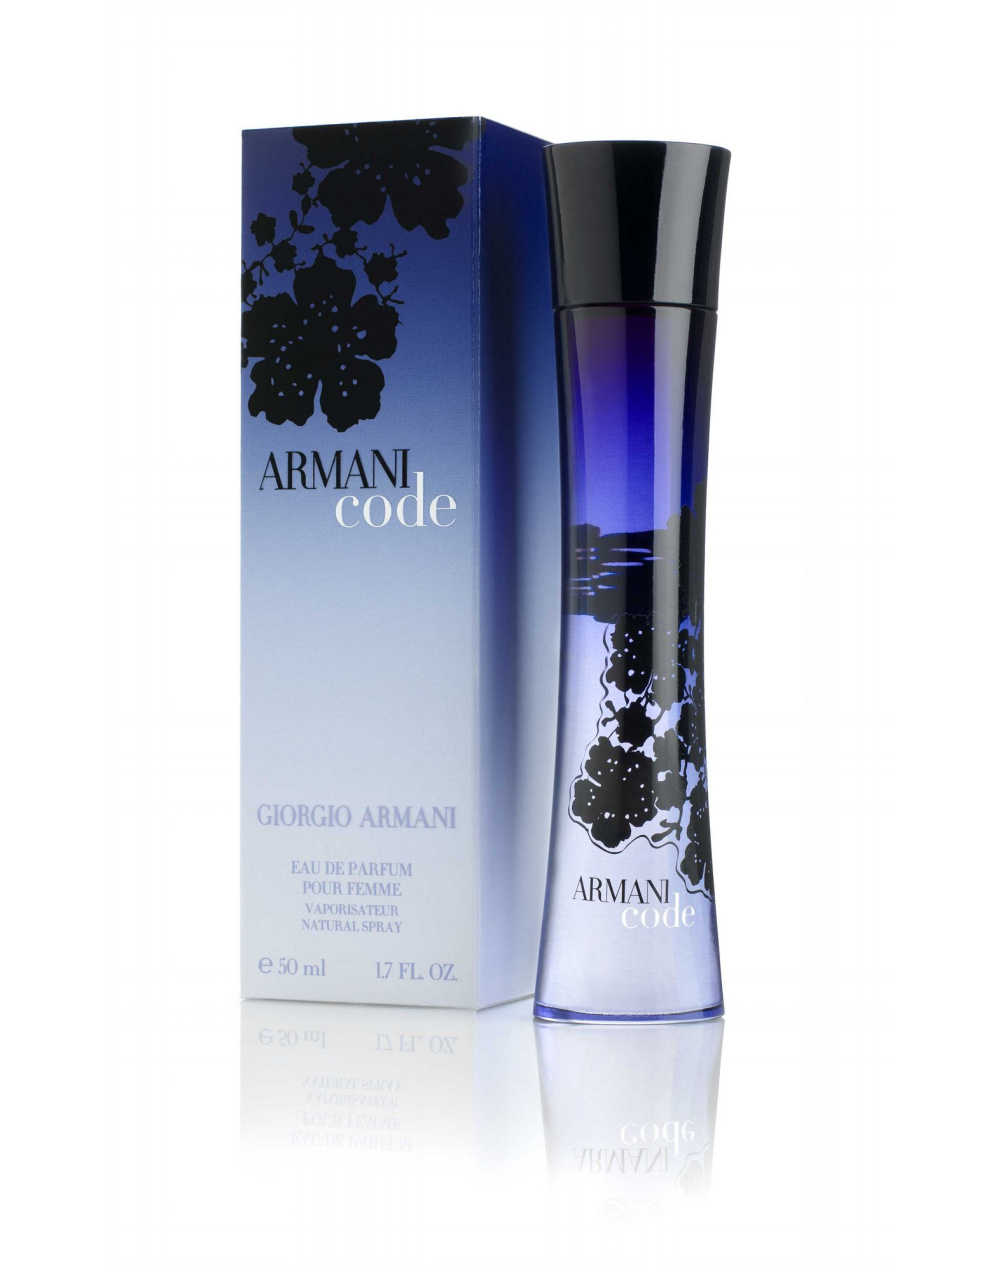 ARMANI
code
GIORGIO ARMANI
EAU DE PARFUM
POUR FEMME
VAPORISATEUR
NATURAL SPRAY
℮ 50 ml 1.7 FL. OZ.
ARMANI
code